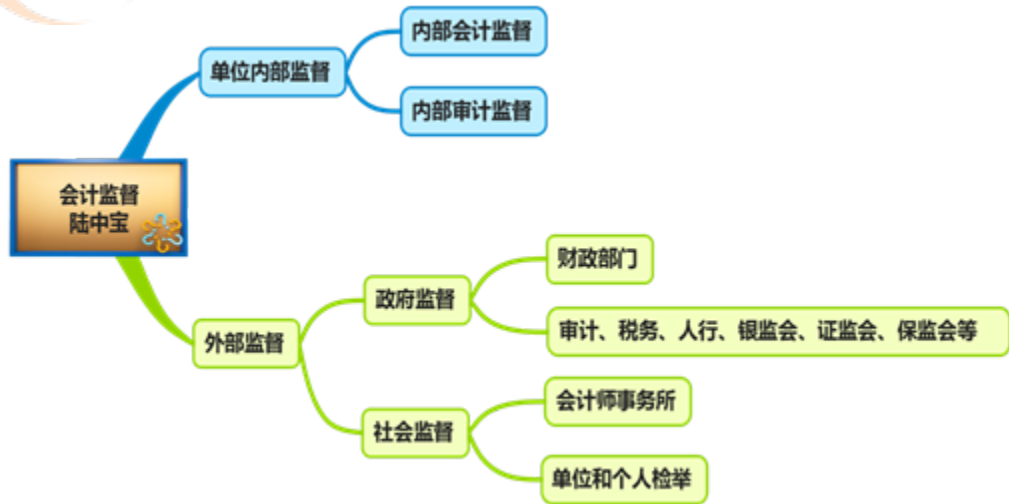 会计监督
陆中宝
单位内部监督
内部会计监督
内部审计监督
外部监督
政府监督
财政部门
审计、税务、人行、银监会、证监会、保监会等
社会监督
会计师事务所
单位和个人检举